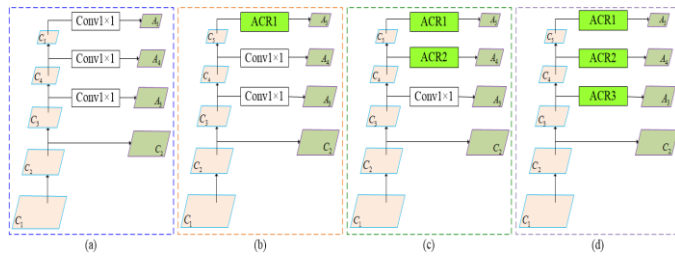 Conv1×1 A5
C5
Conv1×1 A4
C4
Conv1×1 A3
C3
C2
C2
C1
(a)
ACR1 A5
C5
Conv1×1 A4
C4
Conv1×1 A3
C3
C2
C2
C1
(b)
ACR1 A5
C5
ACR2 A4
C4
Conv1×1 A3
C3
C2
C2
C1
(c)
ACR1 A5
C5
ACR2 A4
C4
ACR3 A3
C3
C2
C2
C1
(d)